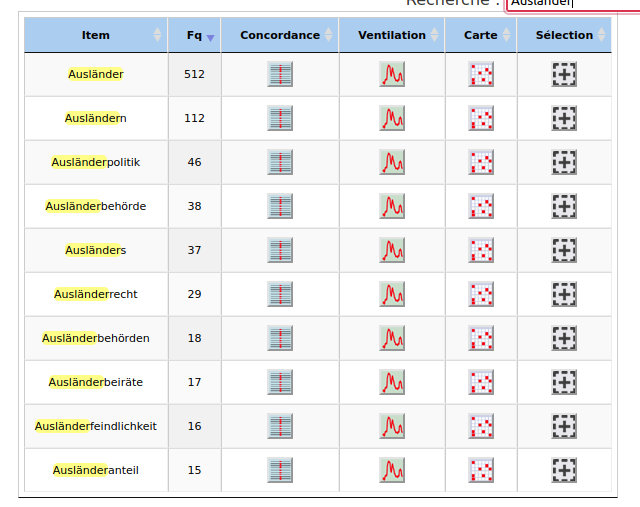 Recherche : Ausländer
Item Fq Concordance Ventilation Carte Sélection
Ausländer 512
Ausländern 112
Ausländerpolitik 46
Ausländerbehörde 38
Ausländers 37
Ausländerrecht 29
Ausländerbehörden 18
Ausländerbeiräte 17
Ausländerfeindlichkeit 16
Ausländeranteil 15